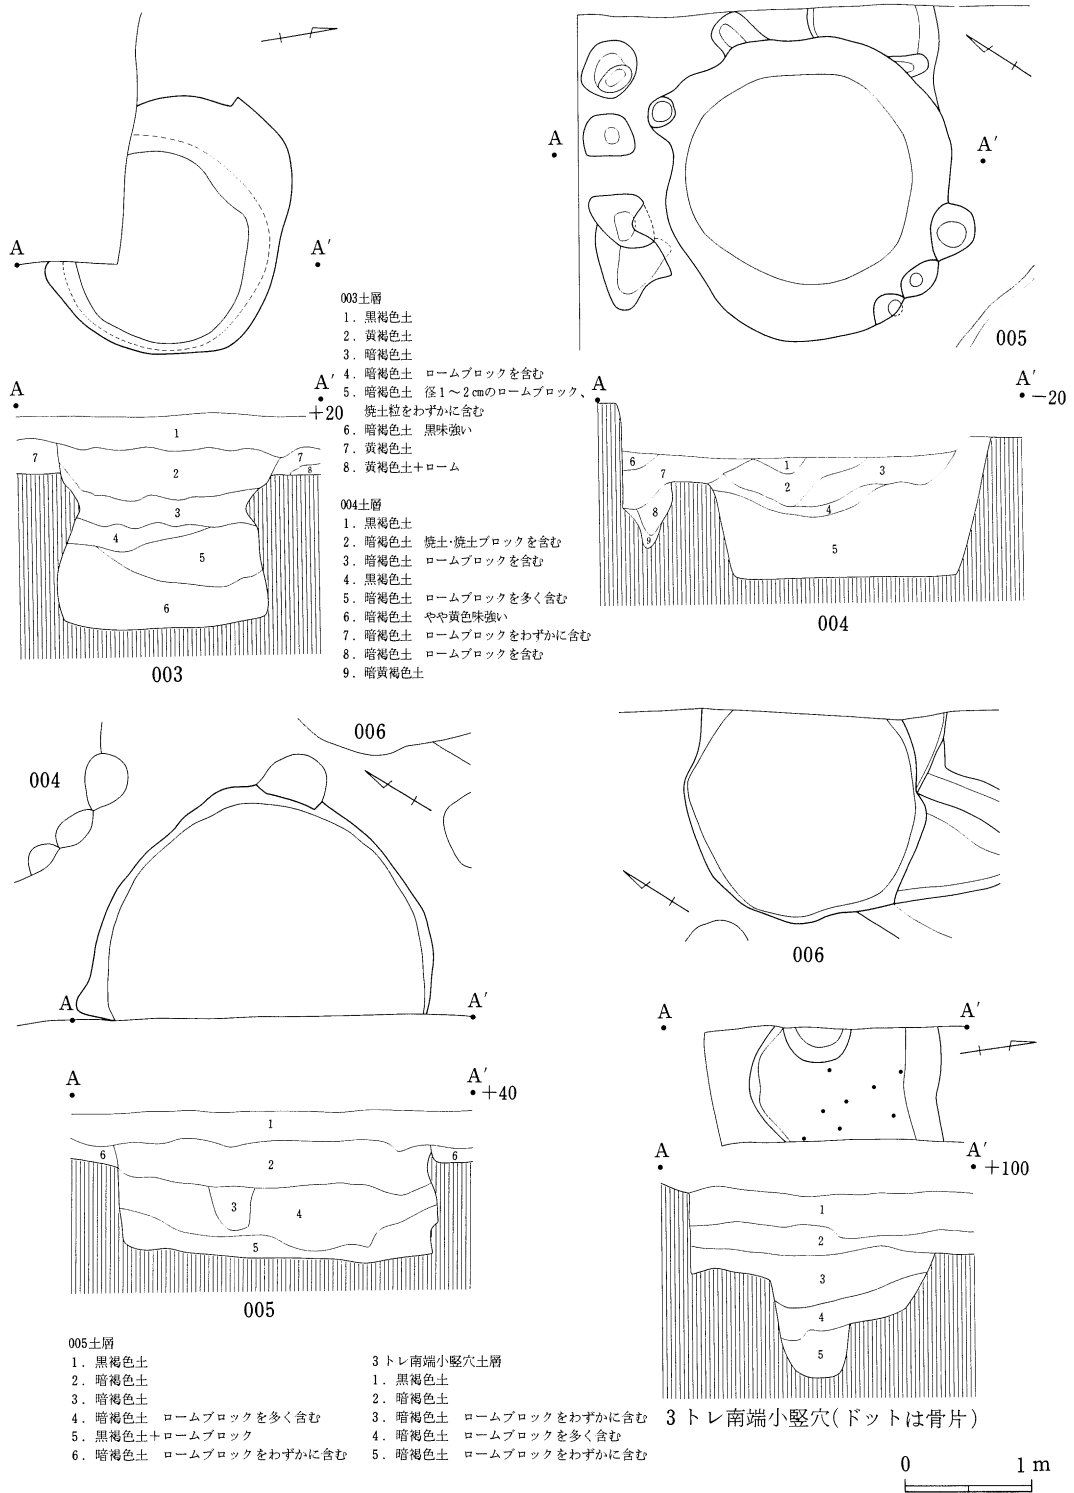 A
A′
A
A′
005
003土層
1．黒褐色土
2．黄褐色土
3．暗褐色土
4．暗褐色土　ロームブロックを含む
5．暗褐色土　径1～2cmのロームブロック、
焼土粒をわずかに含む
6．暗褐色土　黒味強い
7．黄褐色土
8．黄褐色土＋ローム
A
A′
+20
1
7
2
7
8
3
4
5
6
003
004土層
1．黒褐色土
2．暗褐色土　焼土・焼土ブロックを含む
3．暗褐色土　ロームブロックを含む
4．黒褐色土
5．暗褐色土　ロームブロックを多く含む
6．暗褐色土　やや黄色味強い
7．暗褐色土　ロームブロックをわずかに含む
8．暗褐色土　ロームブロックを含む
9．暗黄褐色土
A
A′
−20
6
7
1
3
2
8
4
9
5
004
006
004
A
A′
006
A
A′
+40
1
6
2
6
3
4
5
005
A
A′
A
A′
+100
1
2
3
4
5
3トレ南端小竪穴(ドットは骨片)
005土層
1．黒褐色土
2．暗褐色土
3．暗褐色土
4．暗褐色土　ロームブロックを多く含む
5．黒褐色土＋ロームブロック
6．暗褐色土　ロームブロックをわずかに含む
3トレ南端小竪穴土層
1．黒褐色土
2．暗褐色土
3．暗褐色土　ロームブロックをわずかに含む
4．暗褐色土　ロームブロックを多く含む
5．暗褐色土　ロームブロックをわずかに含む
0　1m